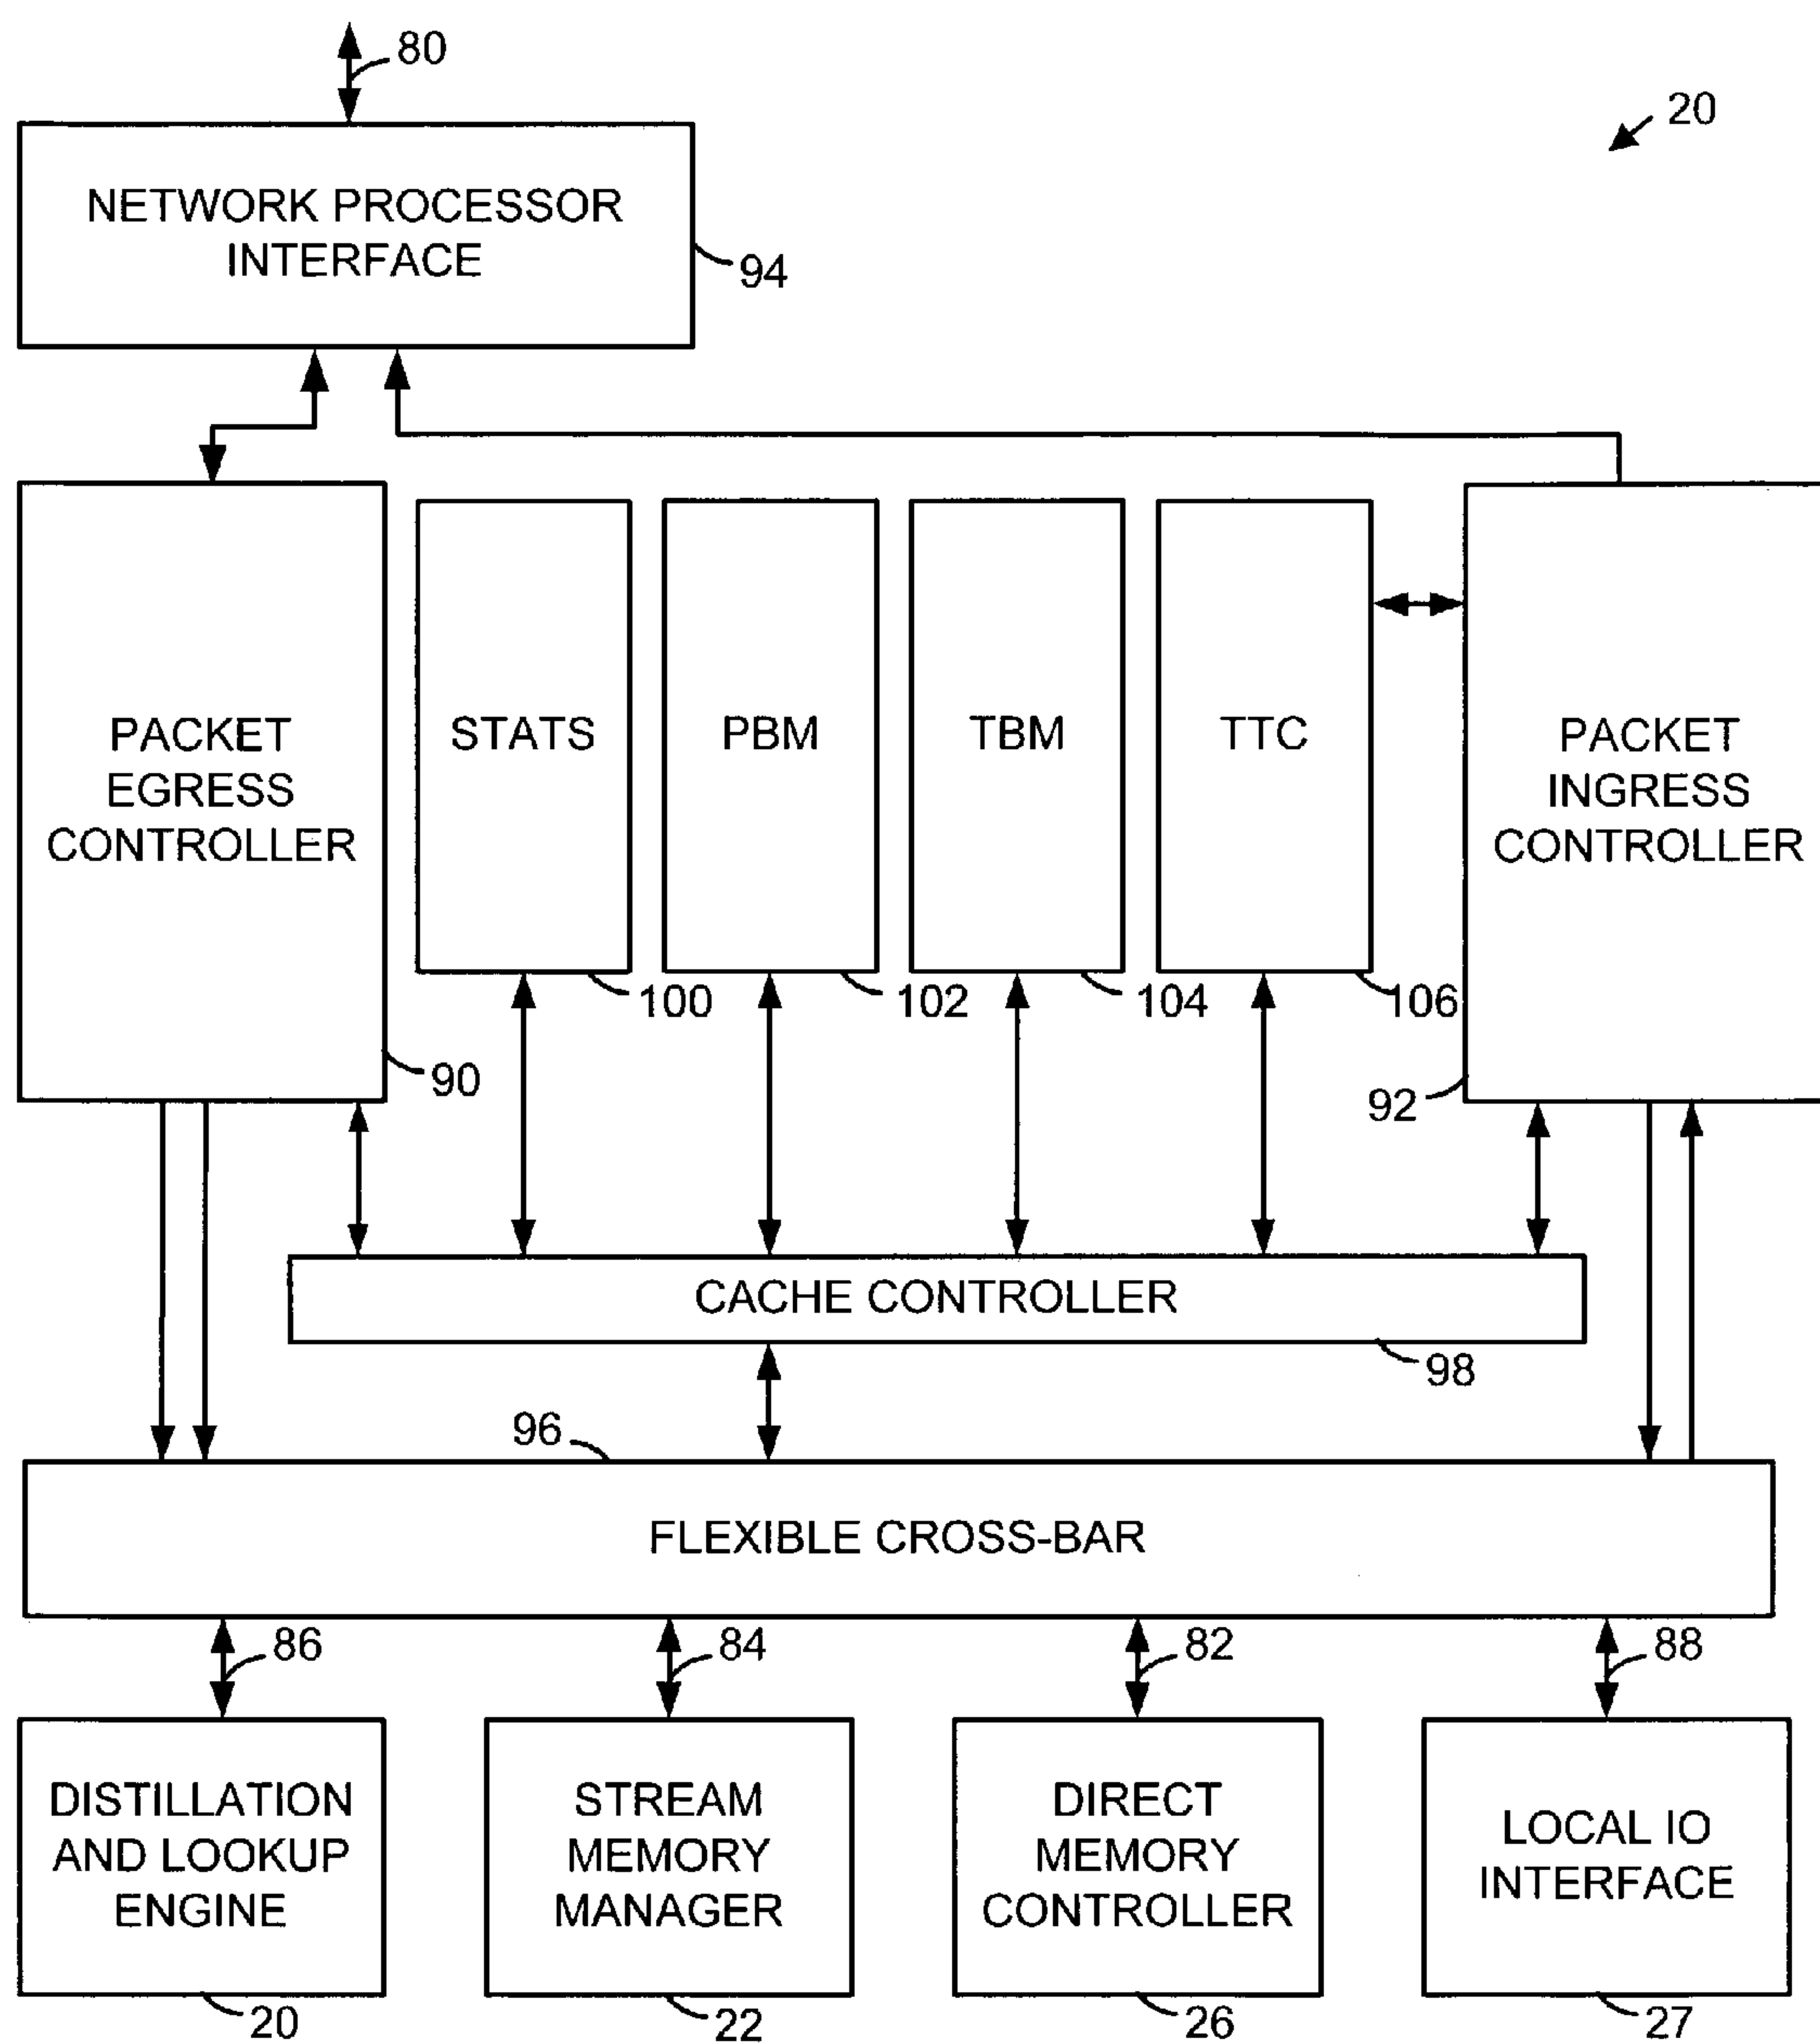 80
20
NETWORK PROCESSOR
INTERFACE
94
PACKET
EGRESS
CONTROLLER
STATS
PBM
TBM
TTC
PACKET
INGRESS
CONTROLLER
100
102
104
106
90
92
CACHE CONTROLLER
98
96
FLEXIBLE CROSS-BAR
86
84
82
88
DISTILLATION
AND LOOKUP
ENGINE
STREAM
MEMORY
MANAGER
DIRECT
MEMORY
CONTROLLER
LOCAL IO
INTERFACE
20
22
26
27